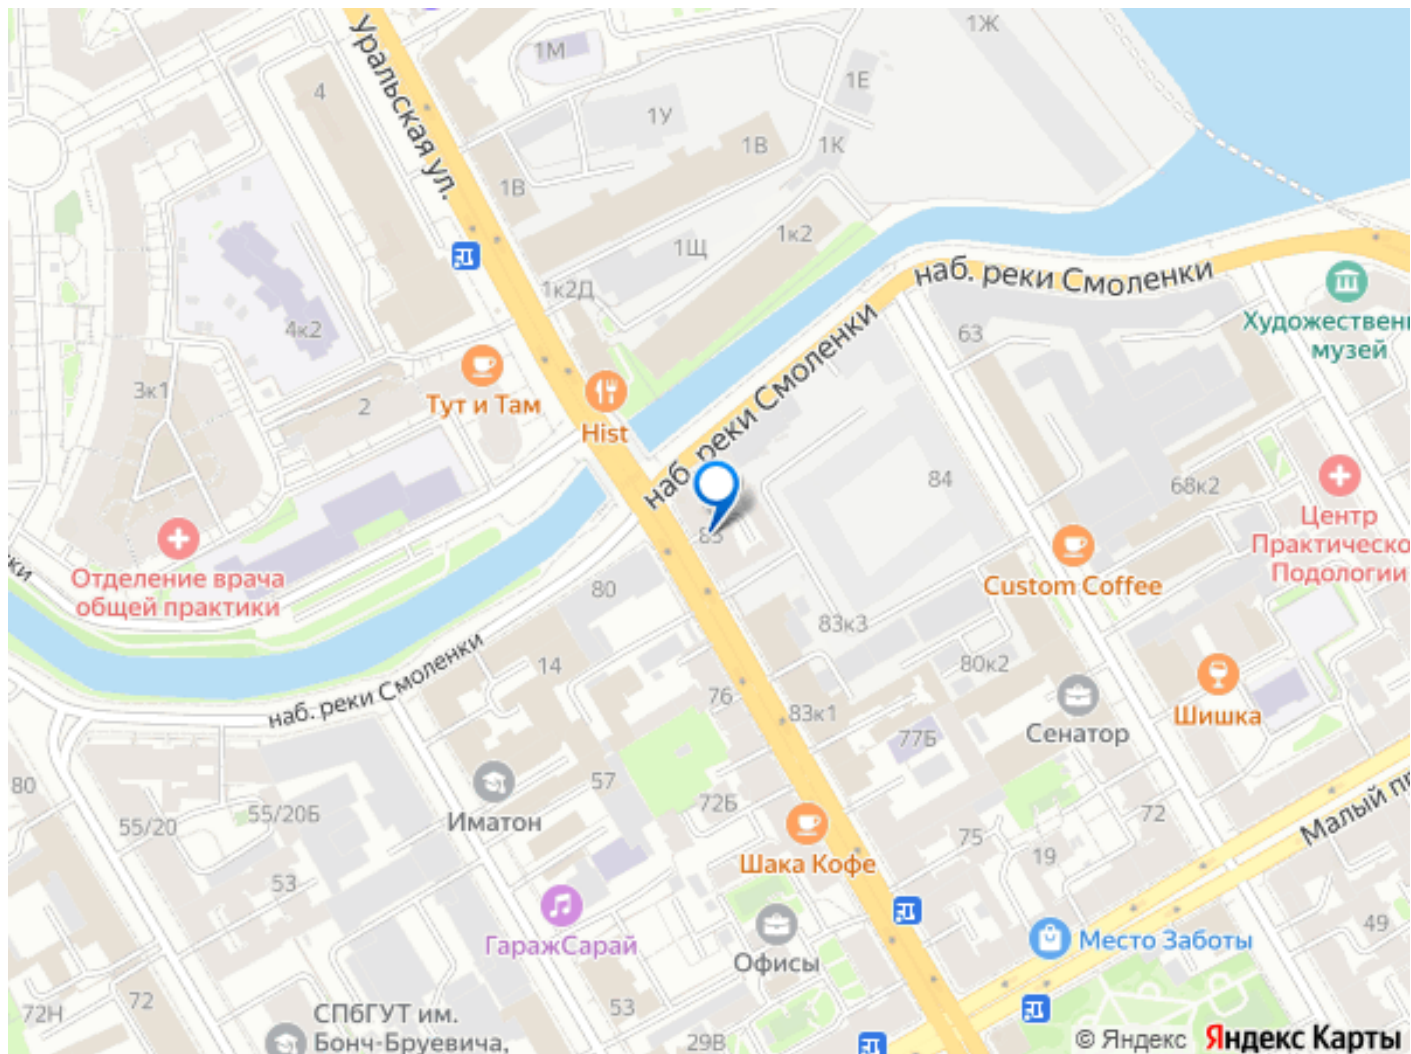 1Ж
1М
1Е
4
1У
1В
1К
Уральская ул.
1В
1к2
1Щ
наб. реки Смоленки
1к2Д
4к2
63
Художественн
музей
наб. реки Смоленки
3к1
2
Тут и Там
Hist
наб. реки Смоленки
84
68к2
Центр
Практическо
Подологии
85
Отделение врача
общей практики
80
Custom Coffee
83к3
14
80к2
наб. реки Смоленки
76
83к1
77Б
Сенатор
Шишка
80
57
72Б
55/20
55/20Б
Иматон
75
72
Малый пр
19
Шака Кофе
53
ГаражСарай
Офисы
Место Заботы
49
72Н
72
53
СПбГУТ им.
Бонч-Бруевича,
29В
© Яндекс Яндекс Карты